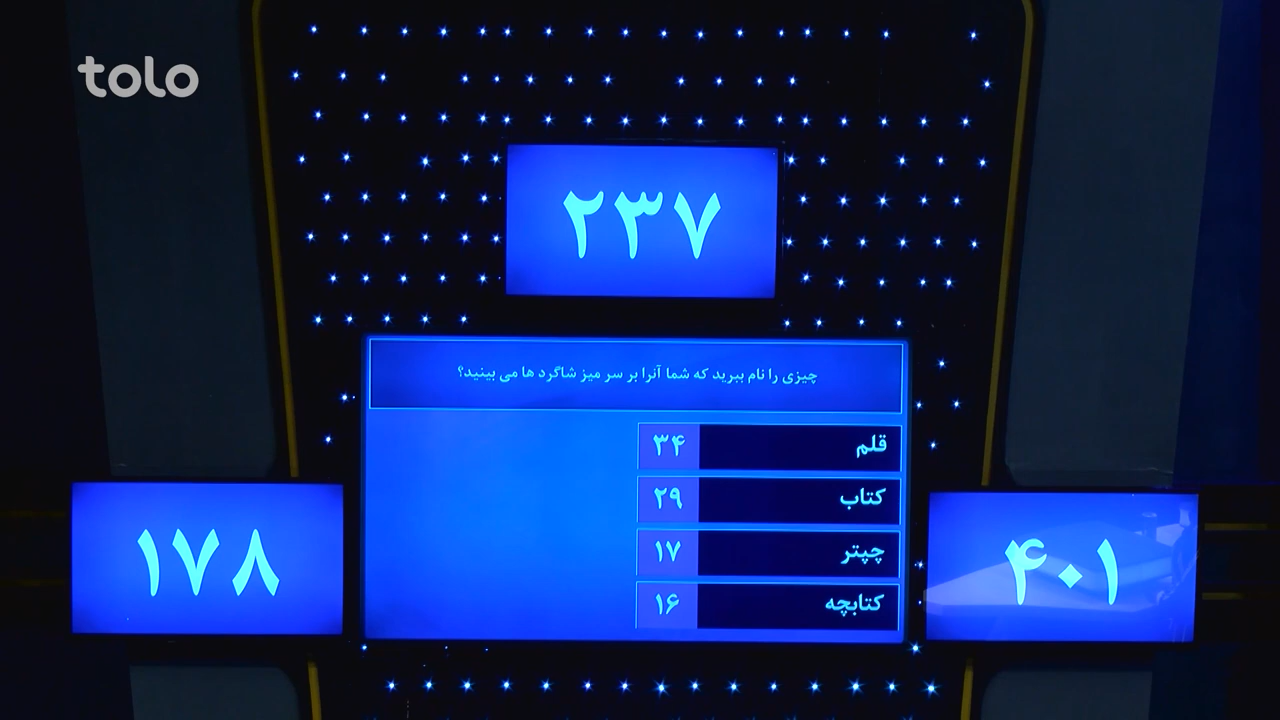 tolo
۲۳۷
چیزی را نام ببرید که شما آنرا بر سر میز شاگرد ها می بینید؟
قلم ۳۴
کتاب ۲۹
چپتر ۱۷
کتابچه ۱۶
۱۷۸
۴۰۱